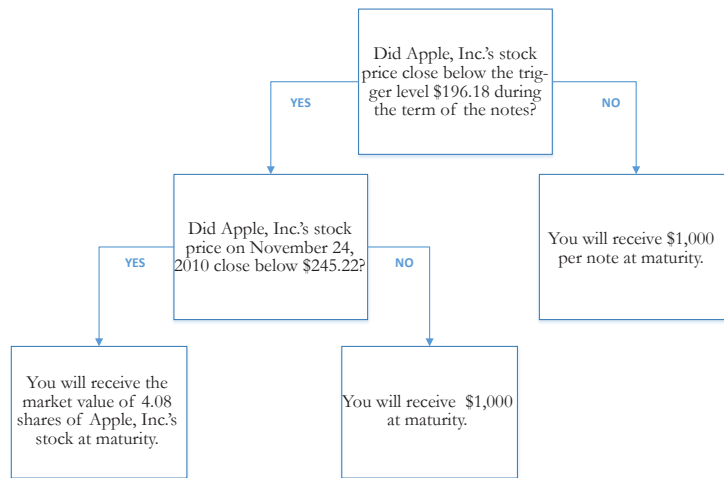 Did Apple, Inc.'s stock
price close below the trig-
ger level $196.18 during
the term of the notes?
YES
NO
Did Apple, Inc.'s stock
price on November 24,
2010 close below $245.22?
You will receive $1,000
per note at maturity.
YES
NO
You will receive the
market value of 4.08
shares of Apple, Inc.'s
stock at maturity.
You will receive $1,000
at maturity.